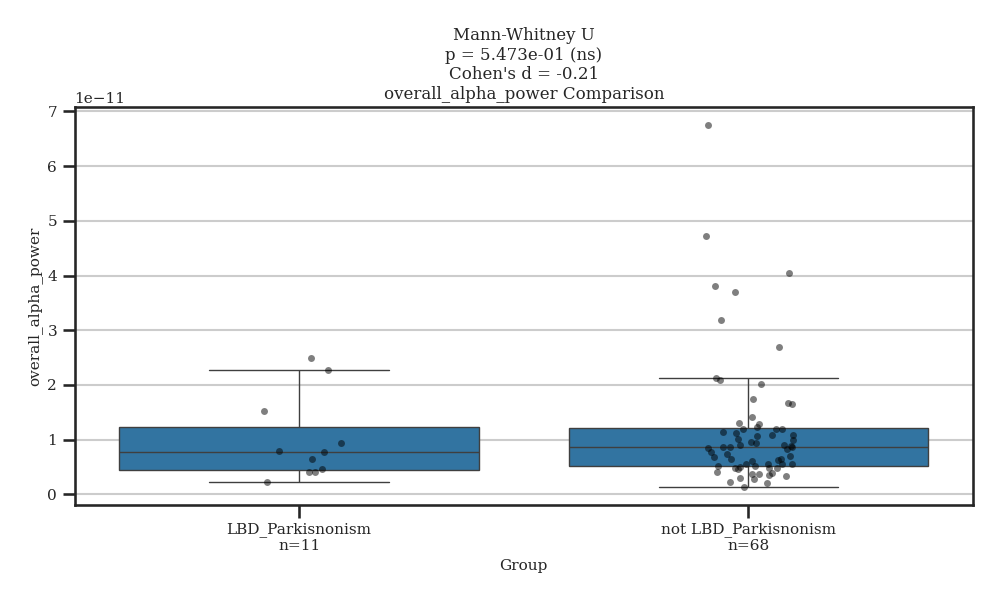 Mann-Whitney U
p = 5.473e-01 (ns)
Cohen's d = -0.21
overall_alpha_power Comparison
1e−11
7
6
5
4
3
2
1
0
overall_alpha_power
LBD_Parkisnonism
n=11
not LBD_Parkisnonism
n=68
Group